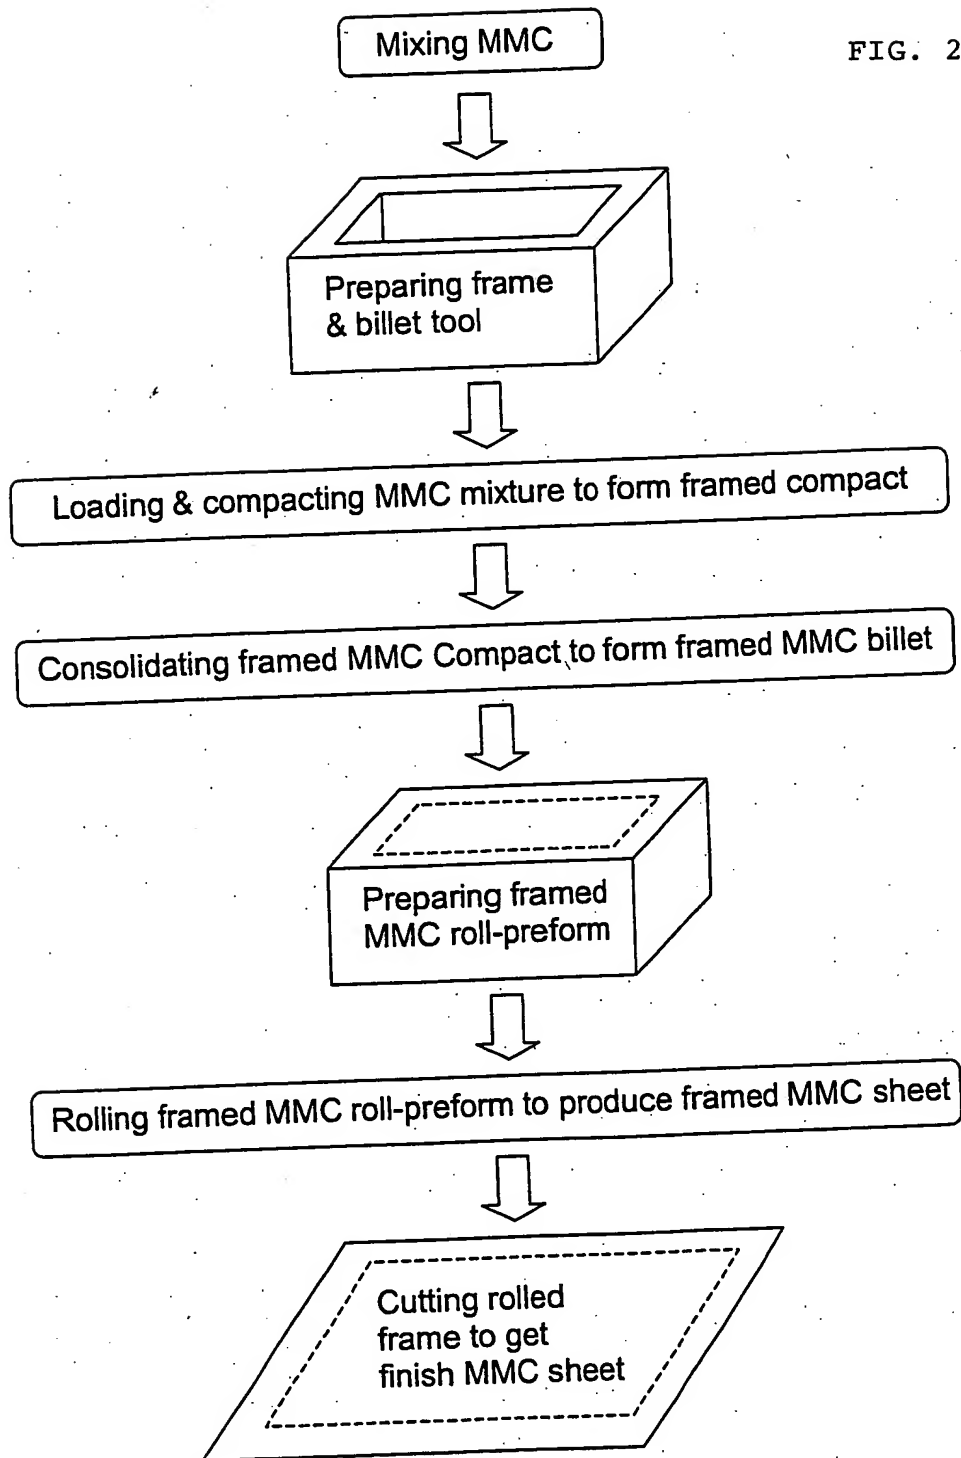 Mixing MMC
FIG. 2
Preparing frame
& billet tool
Loading & compacting MMC mixture to form framed compact
Consolidating framed MMC Compact to form framed MMC billet
Preparing framed
MMC roll-preform
Rolling framed MMC roll-preform to produce framed MMC sheet
Cutting rolled
frame to get
finish MMC sheet